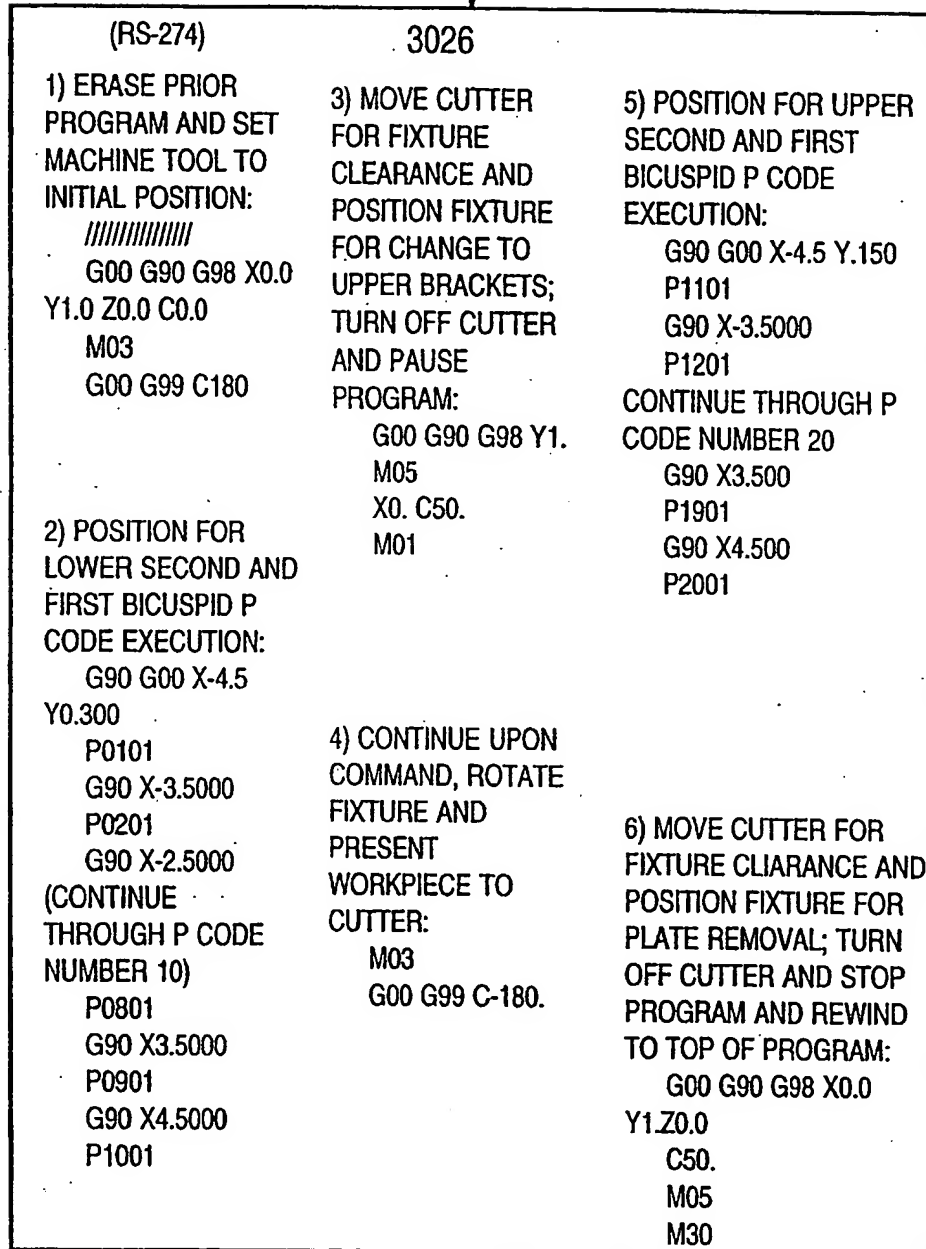 (RS-274)
3026
1) ERASE PRIOR
PROGRAM AND SET
MACHINE TOOL TO
INITIAL POSITION:
///////////////
G00 G90 G98 X0.0
Y1.0 Z0.0 C0.0
M03
G00 G99 C180
2) POSITION FOR
LOWER SECOND AND
FIRST BICUSPID P
CODE EXECUTION:
G90 G00 X-4.5
Y0.300
P0101
G90 X-3.5000
P0201
G90 X-2.5000
(CONTINUE
THROUGH P CODE
NUMBER 10)
P0801
G90 X3.5000
P0901
G90 X4.5000
P1001
3) MOVE CUTTER
FOR FIXTURE
CLEARANCE AND
POSITION FIXTURE
FOR CHANGE TO
UPPER BRACKETS;
TURN OFF CUTTER
AND PAUSE
PROGRAM:
G00 G90 G98 Y1.
M05
X0. C50.
M01
4) CONTINUE UPON
COMMAND, ROTATE
FIXTURE AND
PRESENT
WORKPIECE TO
CUTTER:
M03
G00 G99 C-180.
5) POSITION FOR UPPER
SECOND AND FIRST
BICUSPID P CODE
EXECUTION:
G90 G00 X-4.5 Y.150
P1101
G90 X-3.5000
P1201
CONTINUE THROUGH P
CODE NUMBER 20
G90 X3.500
P1901
G90 X4.500
P2001
6) MOVE CUTTER FOR
FIXTURE CLIARANCE AND
POSITION FIXTURE FOR
PLATE REMOVAL; TURN
OFF CUTTER AND STOP
PROGRAM AND REWIND
TO TOP OF PROGRAM:
G00 G90 G98 X0.0
Y1.Z0.0
C50.
M05
M30